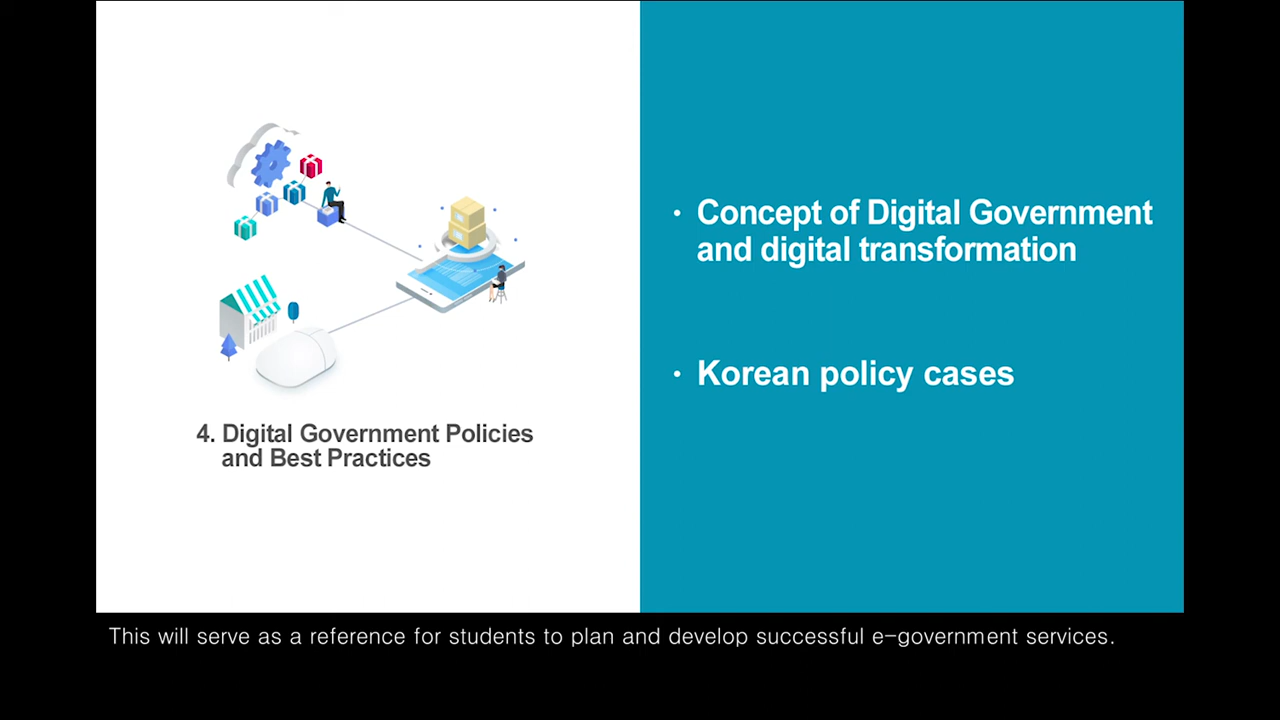 4. Digital Government Policies
and Best Practices
· Concept of Digital Government
and digital transformation
· Korean policy cases
This will serve as a reference for students to plan and develop successful e-government services.